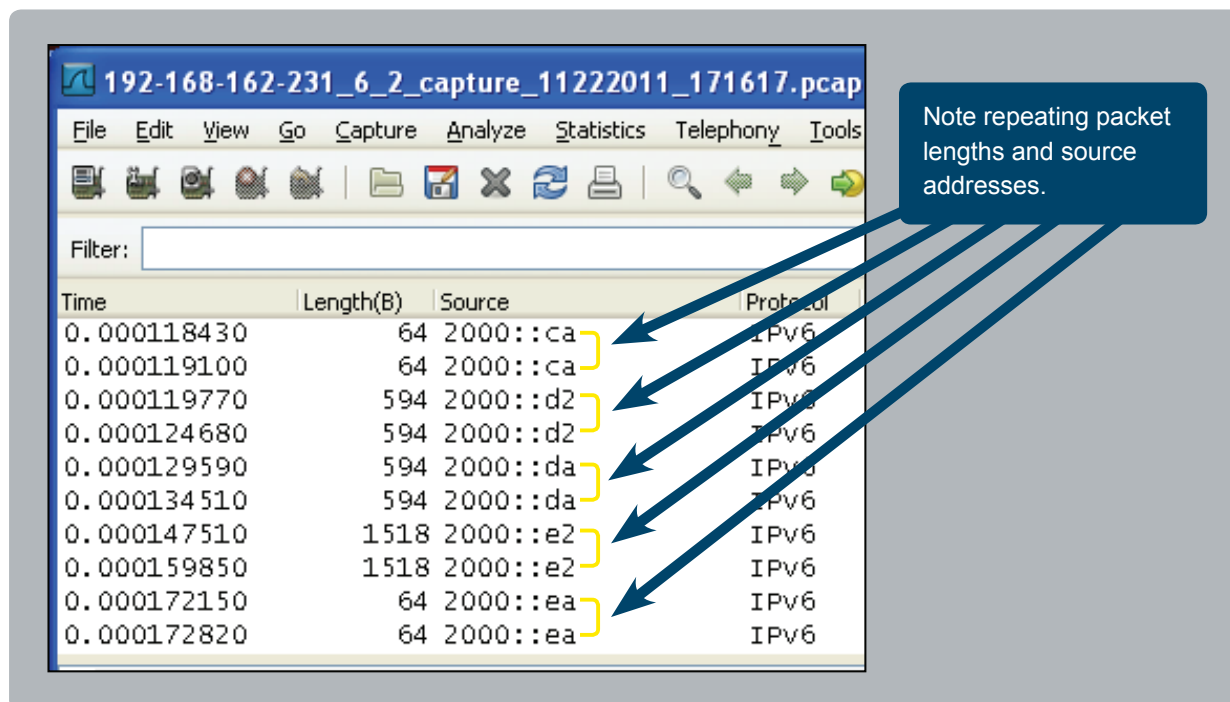 192-168-162-231_6_2_capture_11222011_171617.pcap
File Edit View Go Capture Analyze Statistics Telephony Tools
Note repeating packet
lengths and source
addresses.
Filter:
Time Length(B) Source Protocol
0.000118430 64 2000::ca IPv6
0.000119100 64 2000::ca IPv6
0.000119770 594 2000::d2 IPv6
0.000124680 594 2000::d2 IPv6
0.000129590 594 2000::da IPv6
0.000134510 594 2000::da IPv6
0.000147510 1518 2000::e2 IPv6
0.000159850 1518 2000::e2 IPv6
0.000172150 64 2000::ea IPv6
0.000172820 64 2000::ea IPv6